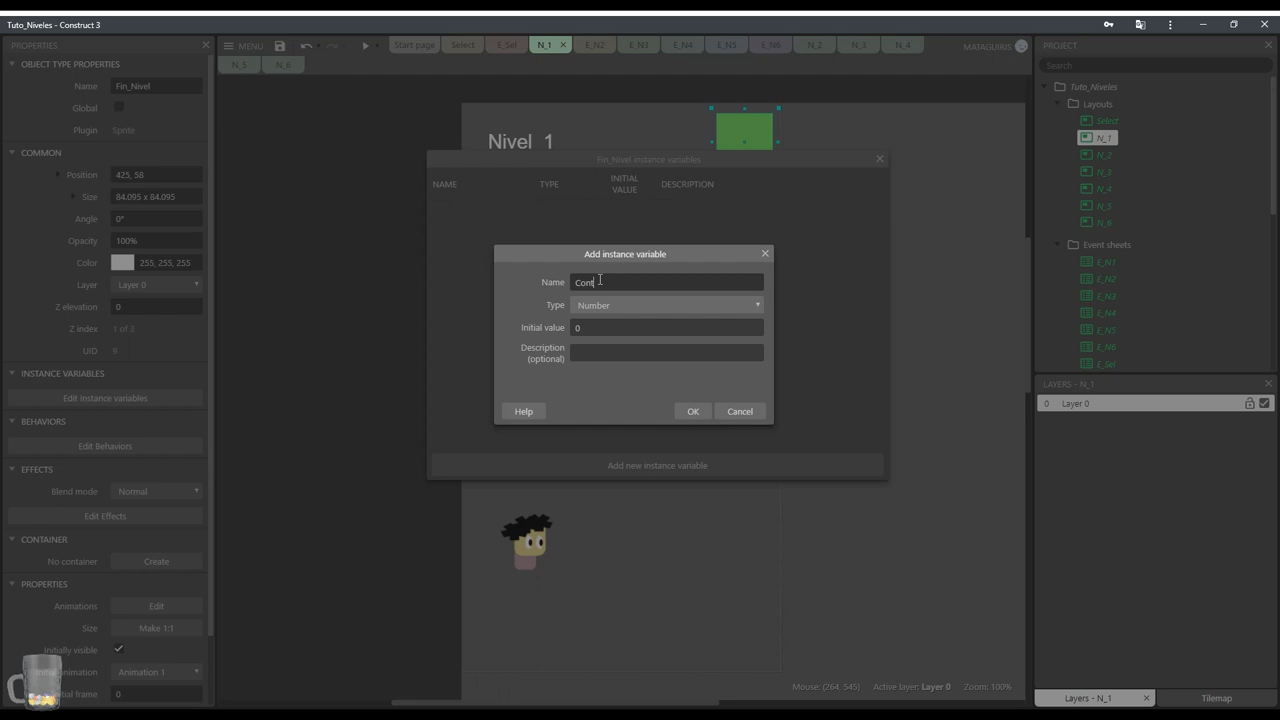 Tuto_Niveles - Construct 3
PROPERTIES
MENU
Start page
Select
E_Sel
N_1
E_N2
E_N3
E_N4
E_N5
E_N6
N_2
N_3
N_4
MATAGUIRIS
PROJECT
N_5
N_6
OBJECT TYPE PROPERTIES
Search
Name
Fin_Nivel
Tuto_Niveles
Global
Layouts
Plugin
Sprite
Select
COMMON
N_1
Nivel 1
N_2
Position
425, 58
N_3
Size
84.095 x 84.095
N_4
Angle
0°
N_5
Opacity
100%
N_6
Color
255, 255, 255
Event sheets
Layer
Layer 0
E_N1
Z elevation
0
E_N2
Z index
1 of 3
E_N3
UID
9
E_N4
INSTANCE VARIABLES
E_N5
Edit Instance variables
E_N6
BEHAVIORS
E_Sel
Edit Behaviors
LAYERS - N_1
EFFECTS
0
Layer 0
Blend mode
Normal
Edit Effects
CONTAINER
No container
Create
PROPERTIES
Animations
Edit
Size
Make 1:1
Initially visible
Animation 1
0
Fin_Nivel instance variables
NAME
TYPE
INITIAL
VALUE
DESCRIPTION
Add instance variable
Name
Cont
Type
Number
Initial value
0
Description
(optional)
Help
OK
Cancel
Add new instance variable
Mouse: (264, 545)
Active layer: Layer 0
Zoom: 100%
Layers - N_1
Tilemap